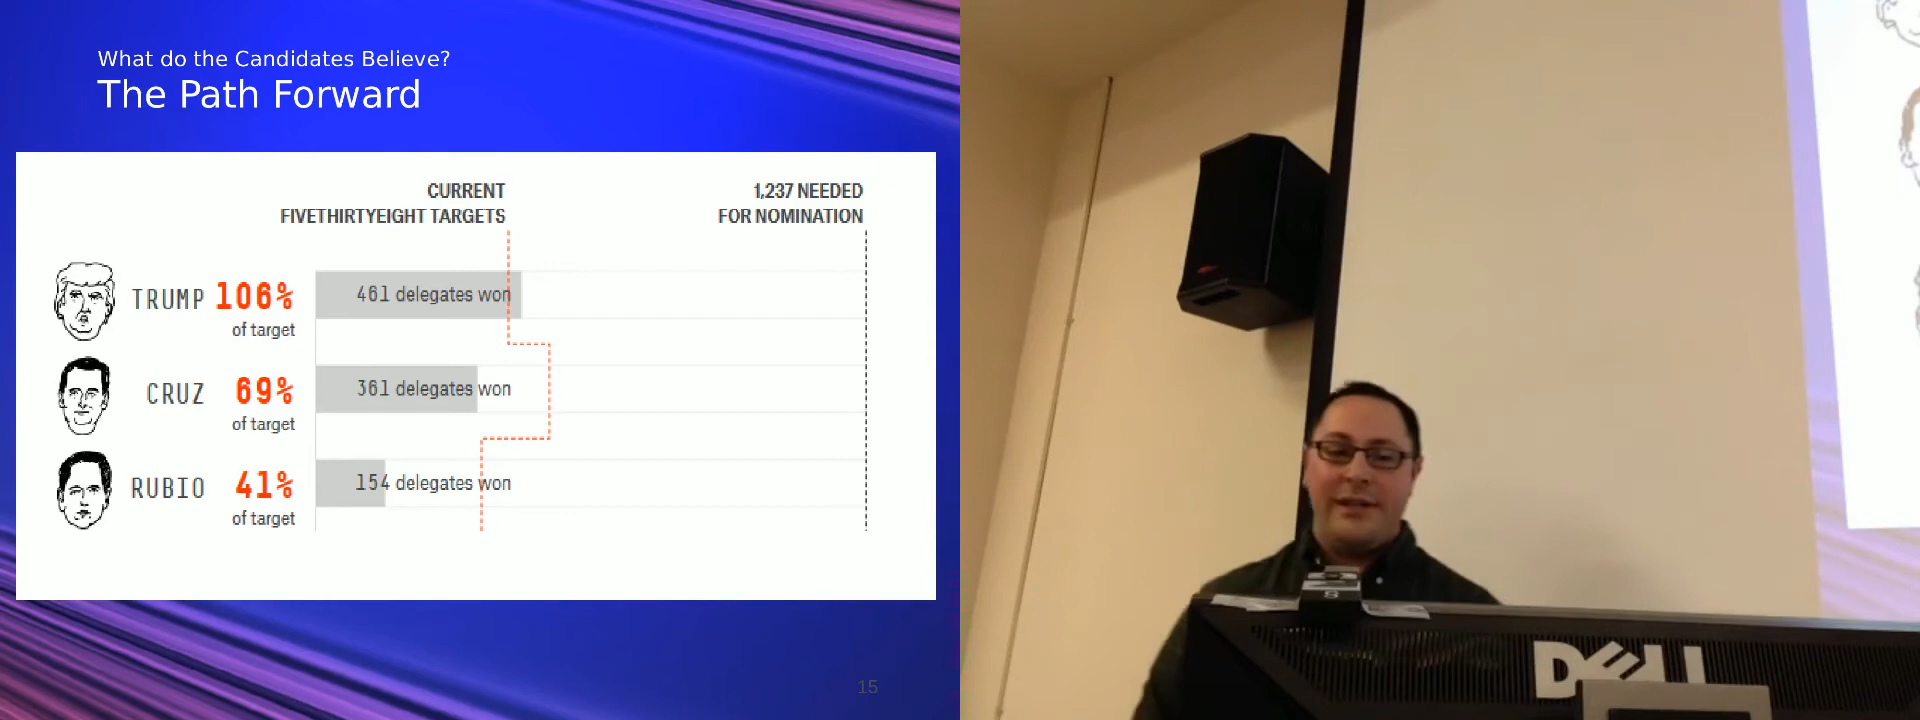 What do the Candidates Believe?
The Path Forward
CURRENT
FIVETHIRTYEIGHT TARGETS
1,237 NEEDED
FOR NOMINATION
TRUMP 106%
of target
461 delegates won
CRUZ 69%
of target
361 delegates won
RUBIO 41%
of target
154 delegates won
15
DELL